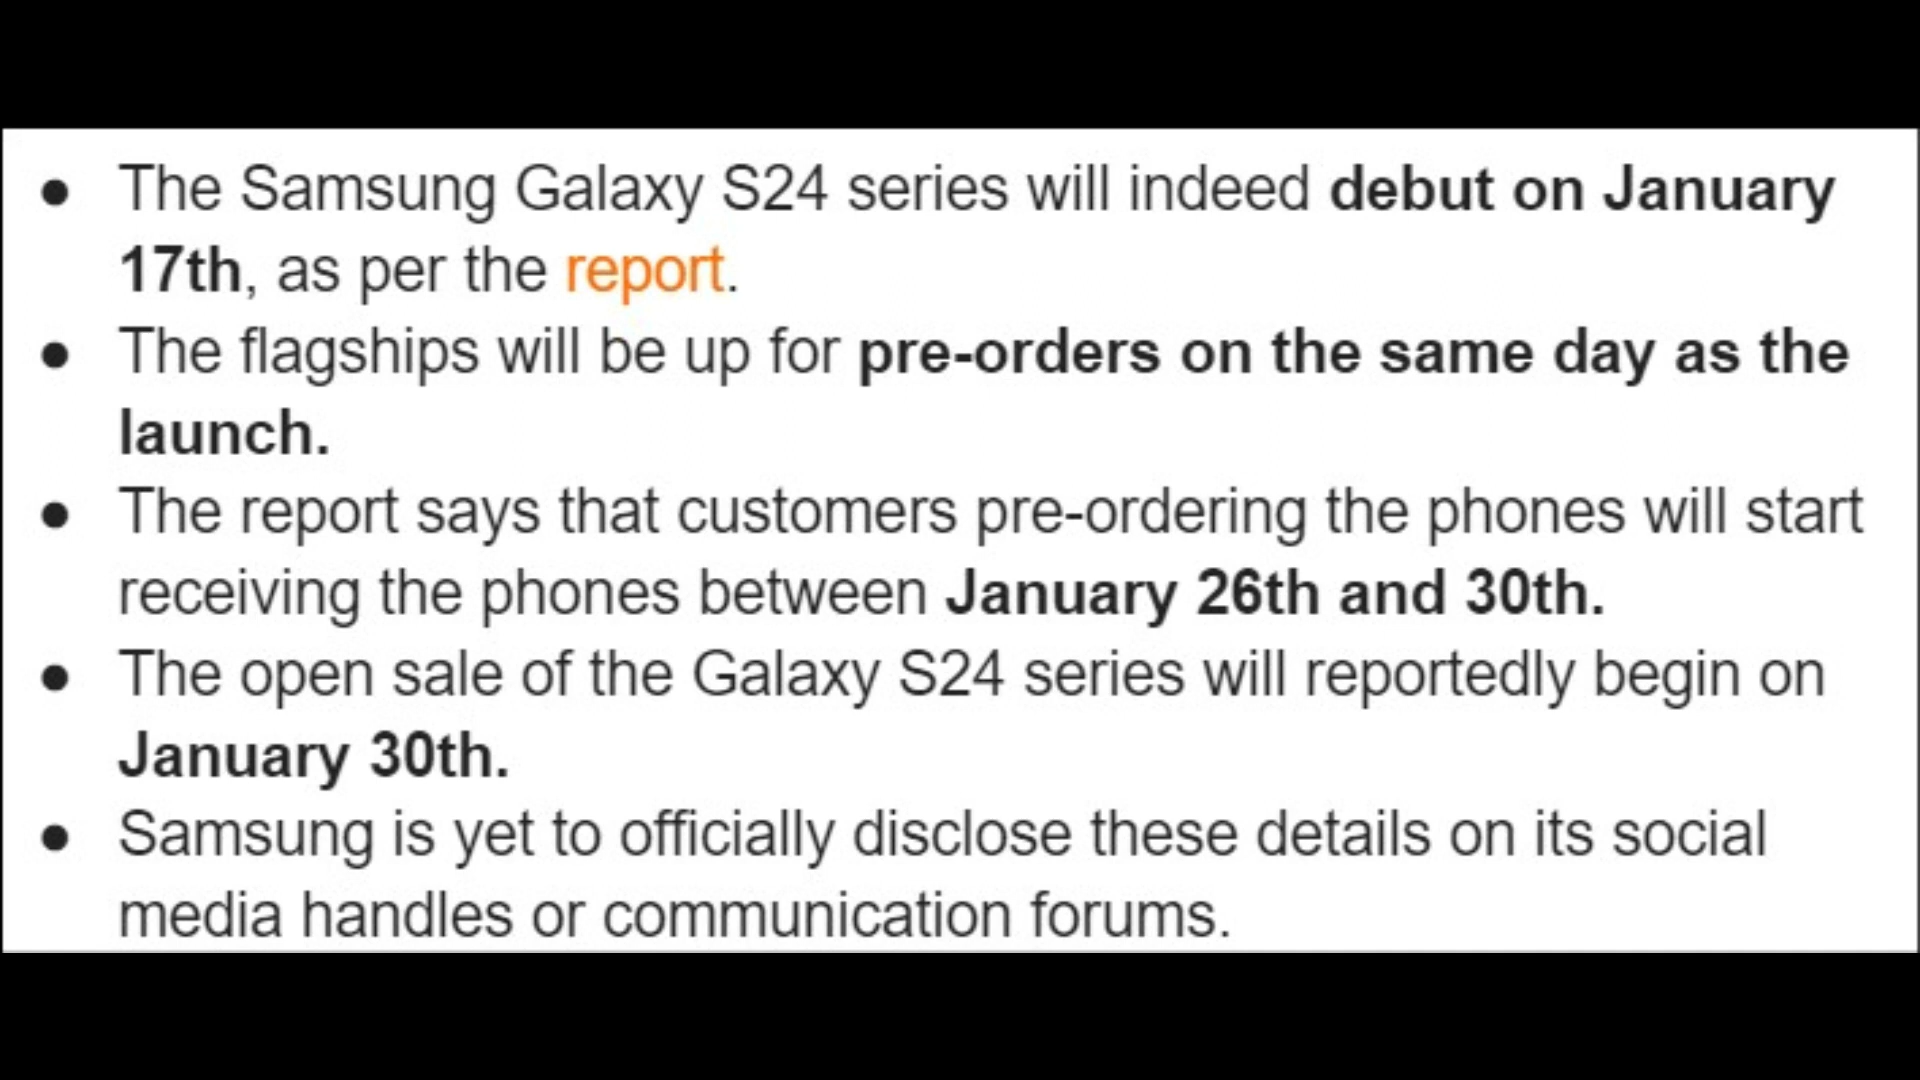 ● The Samsung Galaxy S24 series will indeed debut on January
17th, as per the report.
● The flagships will be up for pre-orders on the same day as the
launch.
● The report says that customers pre-ordering the phones will start
receiving the phones between January 26th and 30th.
● The open sale of the Galaxy S24 series will reportedly begin on
January 30th.
● Samsung is yet to officially disclose these details on its social
media handles or communication forums.